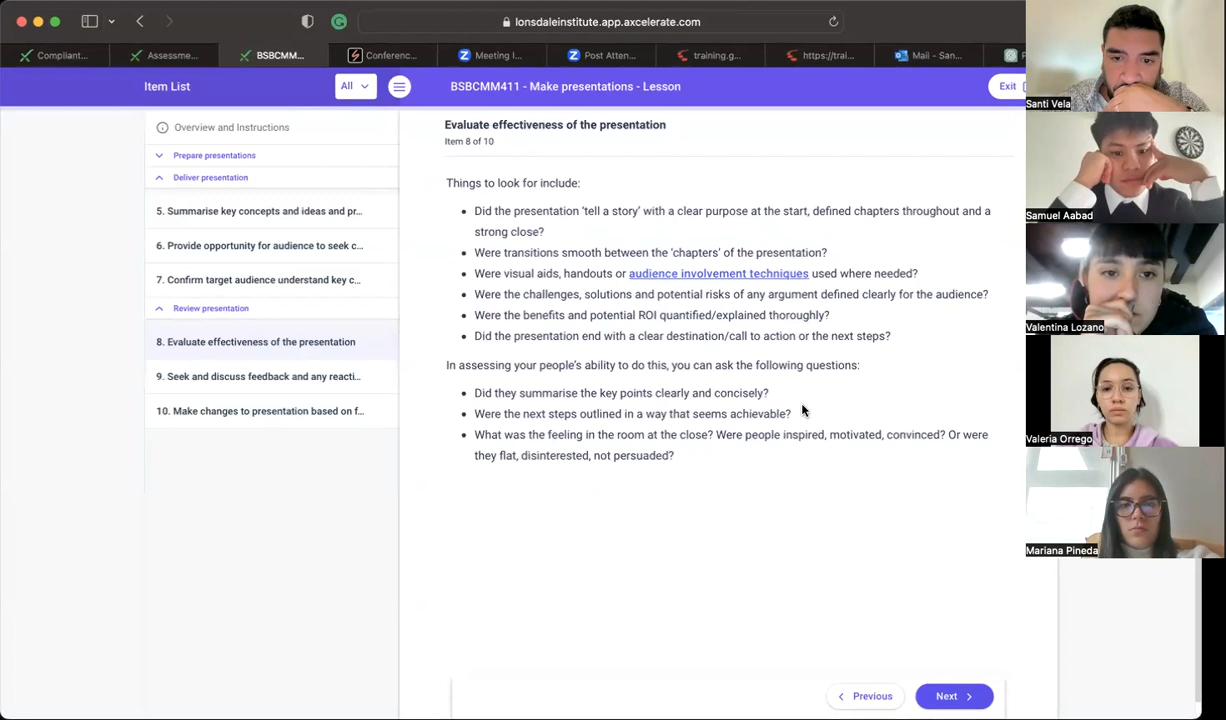 lonsdaleinstitute.app.axcelerate.com
Compliant...
Assessme...
BSBCMM...
Conferenc...
Meeting I...
Post Atten...
training.g...
https://trai...
Mail - San...
Item List
All
BSBCMM411 - Make presentations - Lesson
Exit
Overview and Instructions
Prepare presentations
Deliver presentation
5. Summarise key concepts and ideas and pr...
6. Provide opportunity for audience to seek c...
7. Confirm target audience understand key c...
Review presentation
8. Evaluate effectiveness of the presentation
9. Seek and discuss feedback and any reacti...
10. Make changes to presentation based on f...
Evaluate effectiveness of the presentation
Item 8 of 10
Things to look for include:
Did the presentation ‘tell a story’ with a clear purpose at the start, defined chapters throughout and a
strong close?
Were transitions smooth between the ‘chapters’ of the presentation?
Were visual aids, handouts or audience involvement techniques used where needed?
Were the challenges, solutions and potential risks of any argument defined clearly for the audience?
Were the benefits and potential ROI quantified/explained thoroughly?
Did the presentation end with a clear destination/call to action or the next steps?
In assessing your people’s ability to do this, you can ask the following questions:
Did they summarise the key points clearly and concisely?
Were the next steps outlined in a way that seems achievable?
What was the feeling in the room at the close? Were people inspired, motivated, convinced? Or were
they flat, disinterested, not persuaded?
Previous
Next
Santi Vela
Samuel Aabad
Valentina Lozano
Valeria Orrego
Mariana Pineda